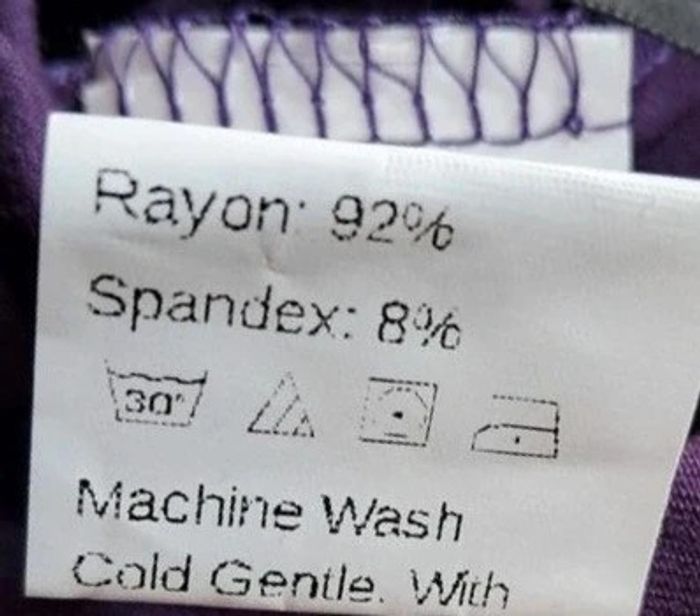 Rayon: 92%
Spandex: 8%
30°
Machine Wash
Cold Gentle. With